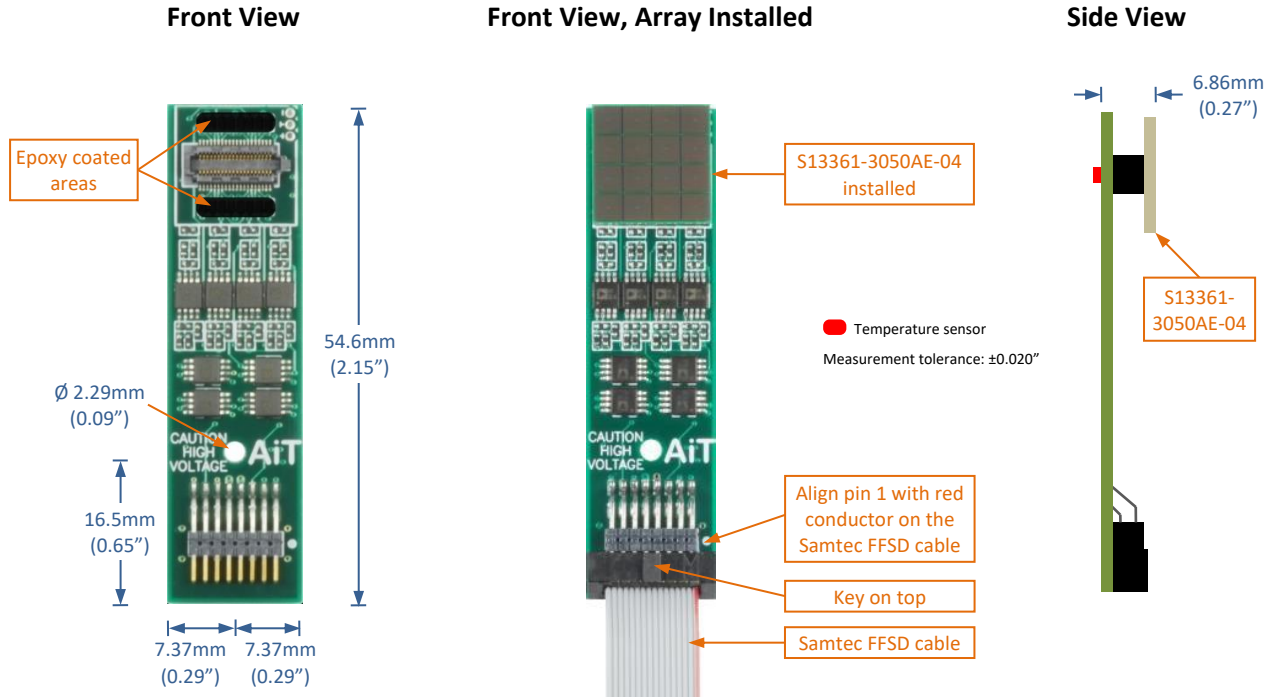 Front View
Front View, Array Installed
Side View
Epoxy coated
areas
54.6mm
(2.15”)
Ø 2.29mm
(0.09”)
CAUTION
HIGH
VOLTAGE
AiT
16.5mm
(0.65”)
7.37mm
(0.29”)
7.37mm
(0.29”)
S13361-3050AE-04
installed
CAUTION
HIGH
VOLTAGE
AiT
Align pin 1 with red
conductor on the
Samtec FFSD cable
Key on top
Samtec FFSD cable
6.86mm
(0.27”)
S13361-
3050AE-04
Temperature sensor
Measurement tolerance: ±0.020”